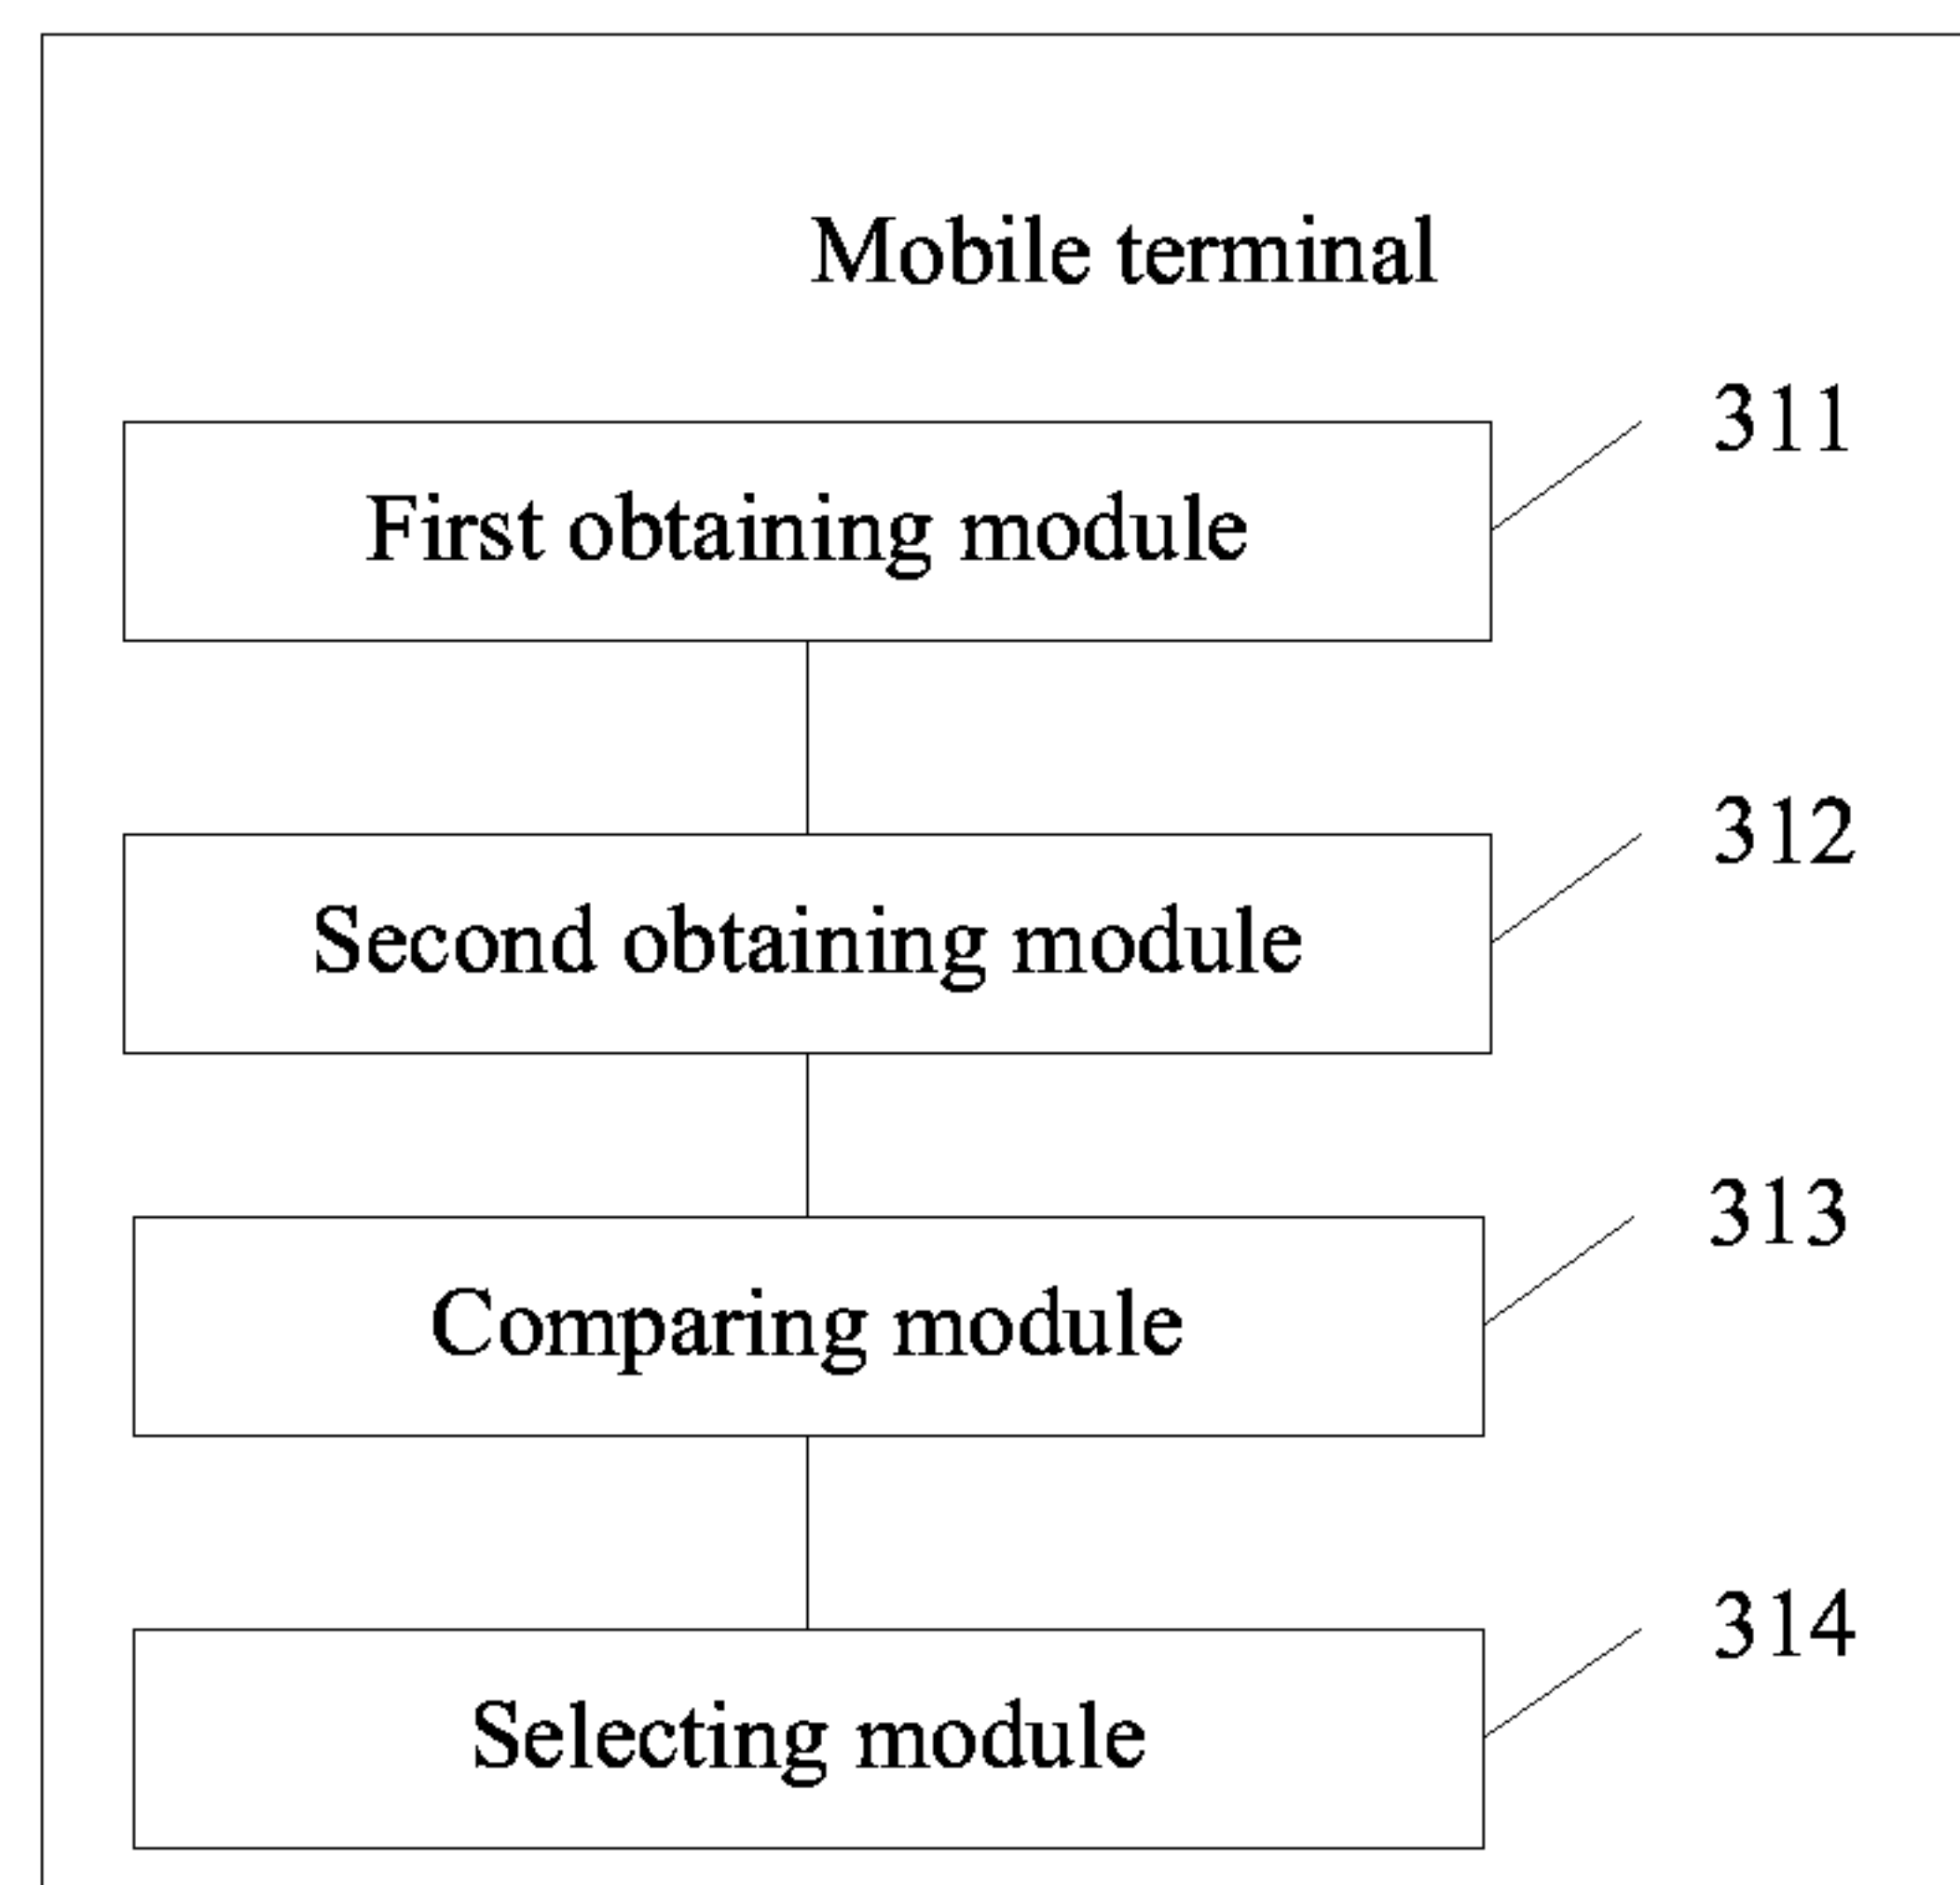 Mobile terminal
311
First obtaining module
312
Second obtaining module
313
Comparing module
314
Selecting module